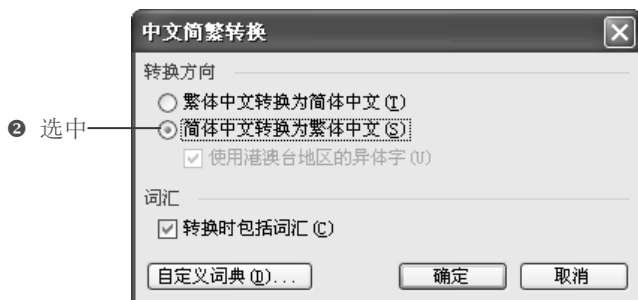 中文简繁转换
转换方向
繁体中文转换为简体中文(T)
❷ 选中
简体中文转换为繁体中文(S)
使用港澳台地区的异体字(U)
词汇
转换时包括词汇(C)
自定义词典(D)... 确定 取消